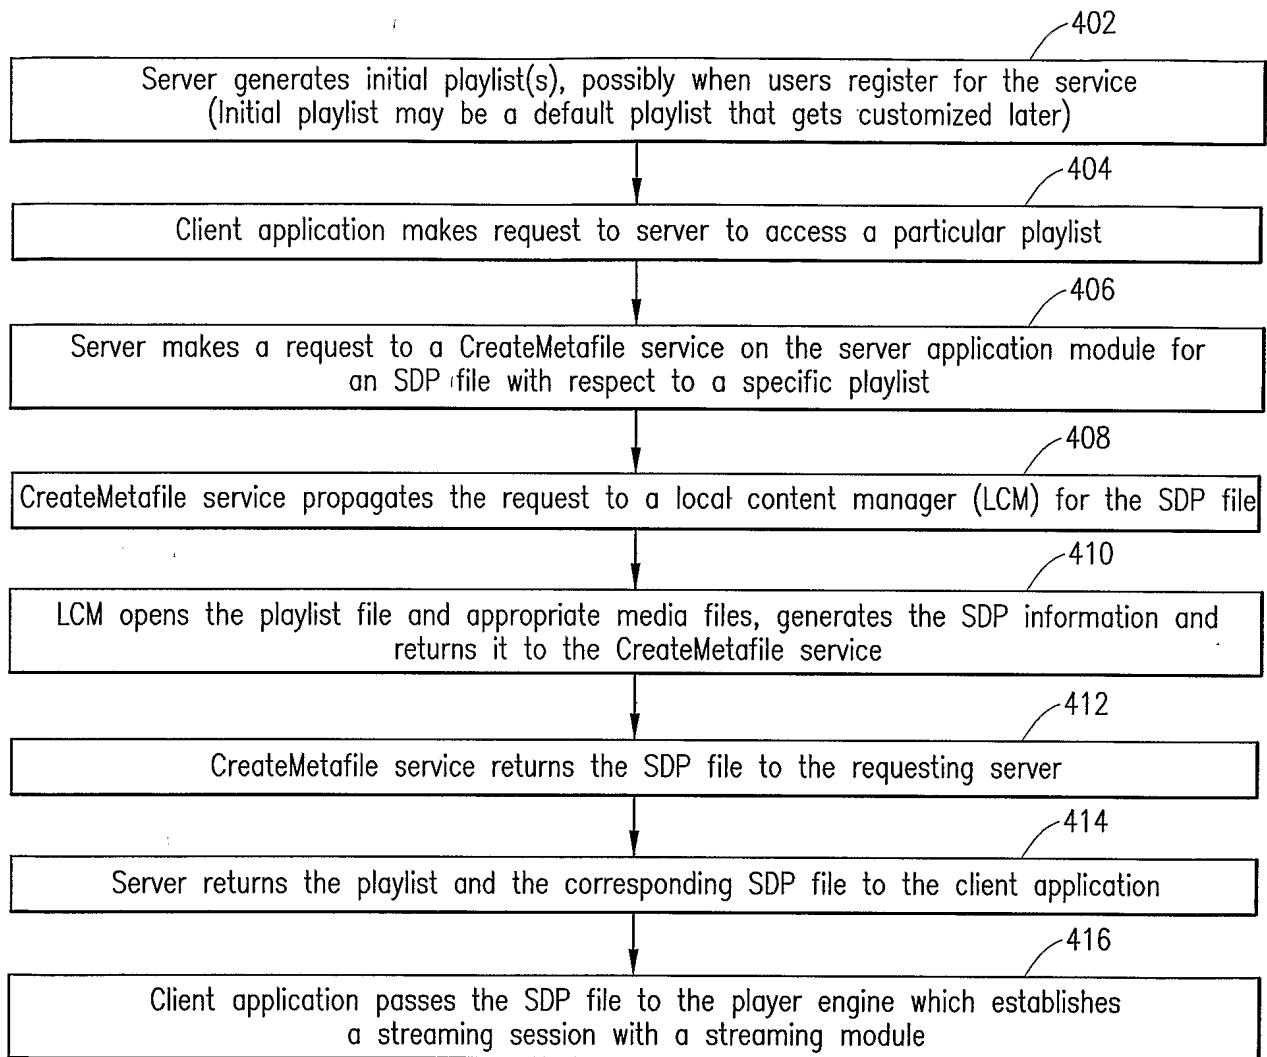 402
Server generates initial playlist(s), possibly when users register for the service
(Initial playlist may be a default playlist that gets customized later)
404
Client application makes request to server to access a particular playlist
406
Server makes a request to a CreateMetafile service on the server application module for
an SDP file with respect to a specific playlist
408
CreateMetafile service propagates the request to a local content manager (LCM) for the SDP file
410
LCM opens the playlist file and appropriate media files, generates the SDP information and
returns it to the CreateMetafile service
412
CreateMetafile service returns the SDP file to the requesting server
414
Server returns the playlist and the corresponding SDP file to the client application
416
Client application passes the SDP file to the player engine which establishes
a streaming session with a streaming module